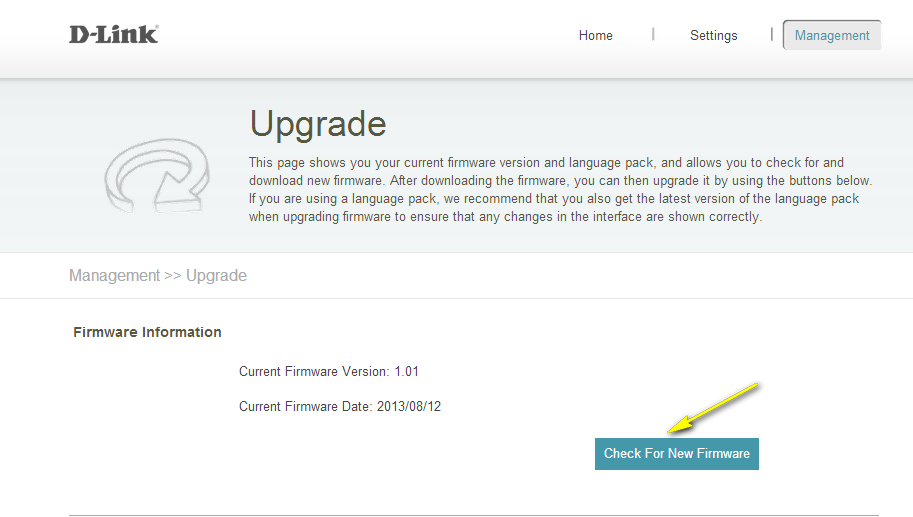 D-Link
Home | Settings | Management
Upgrade
This page shows you your current firmware version and language pack, and allows you to check for and
download new firmware. After downloading the firmware, you can then upgrade it by using the buttons below.
If you are using a language pack, we recommend that you also get the latest version of the language pack
when upgrading firmware to ensure that any changes in the interface are shown correctly.
Management >> Upgrade
Firmware Information
Current Firmware Version: 1.01
Current Firmware Date: 2013/08/12
Check For New Firmware